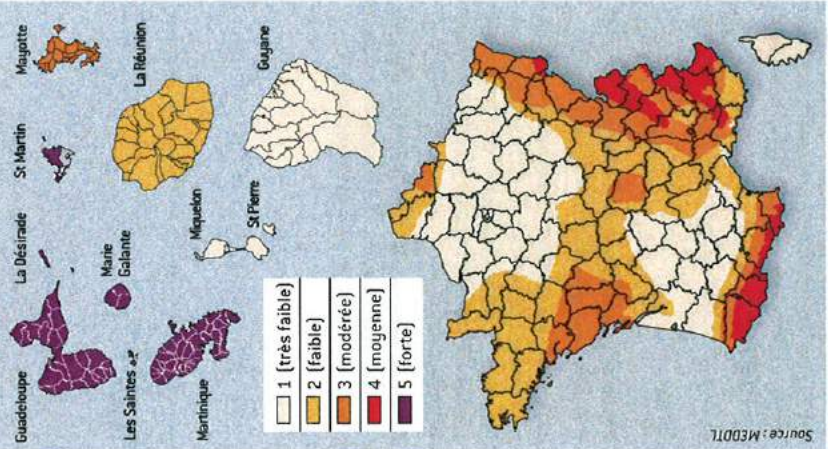 Guadeloupe
La Désirade
St Martin
Mayotte
Les Saintes
Marie
Galante
La Réunion
Martinique
Miquelon
St Pierre
Guyane
1 (très faible)
2 (faible)
3 (modérée)
4 (moyenne)
5 (forte)
Source : MEDDTL